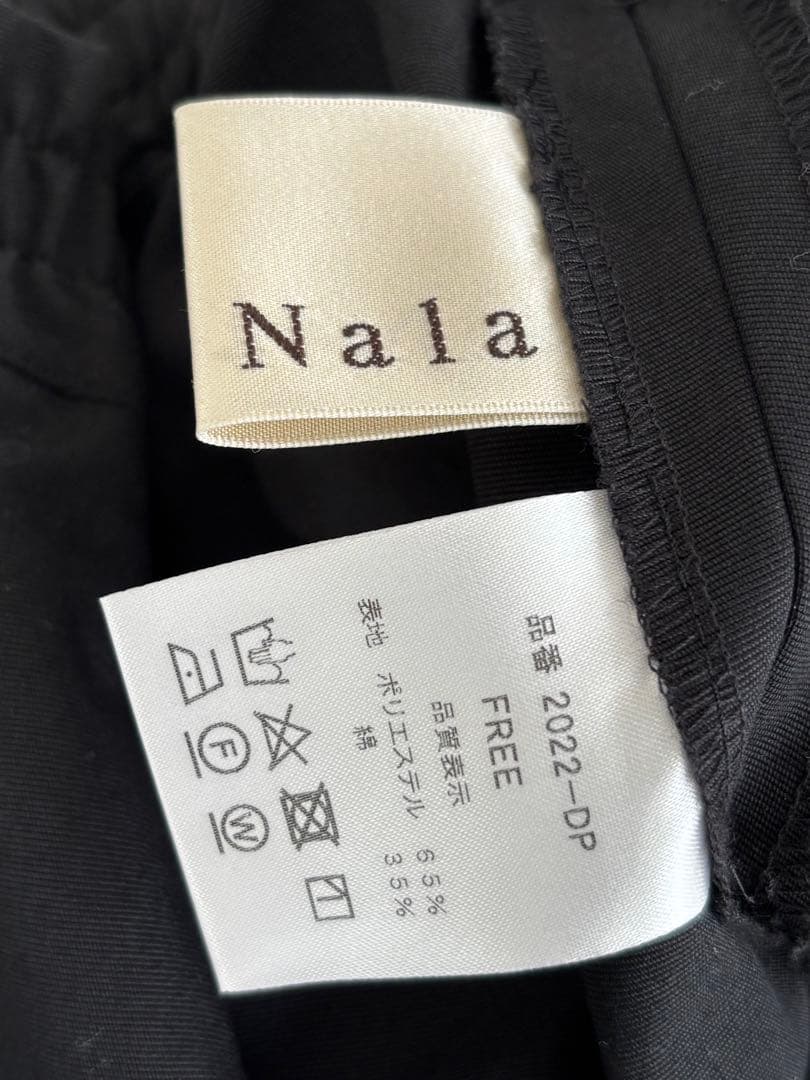 Nala
品番 2022-DP
FREE
品質表示
表地 ポリエステル 65%
綿 35%
F
W